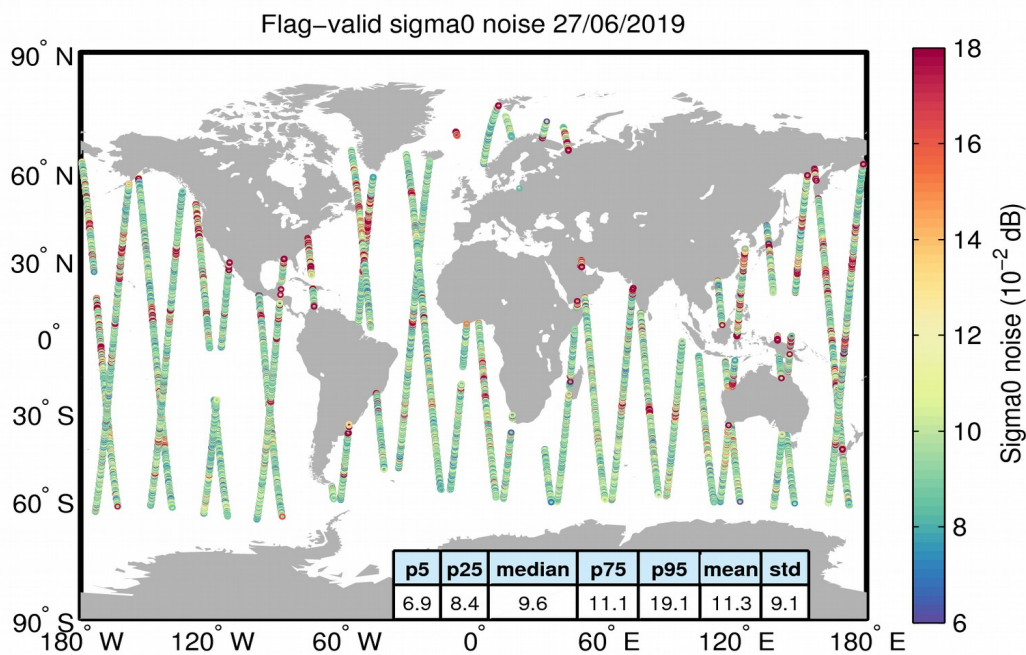 Flag−valid sigma0 noise 27/06/2019
90° N
60° N
30° N
0°
30° S
60° S
90° S
180° W 120° W 60° W 0° 60° E 120° E 180° E
p5 p25 median p75 p95 mean std
6.9 8.4 9.6 11.1 19.1 11.3 9.1
18
16
14
12
10
8
6
Sigma0 noise (10⁻² dB)